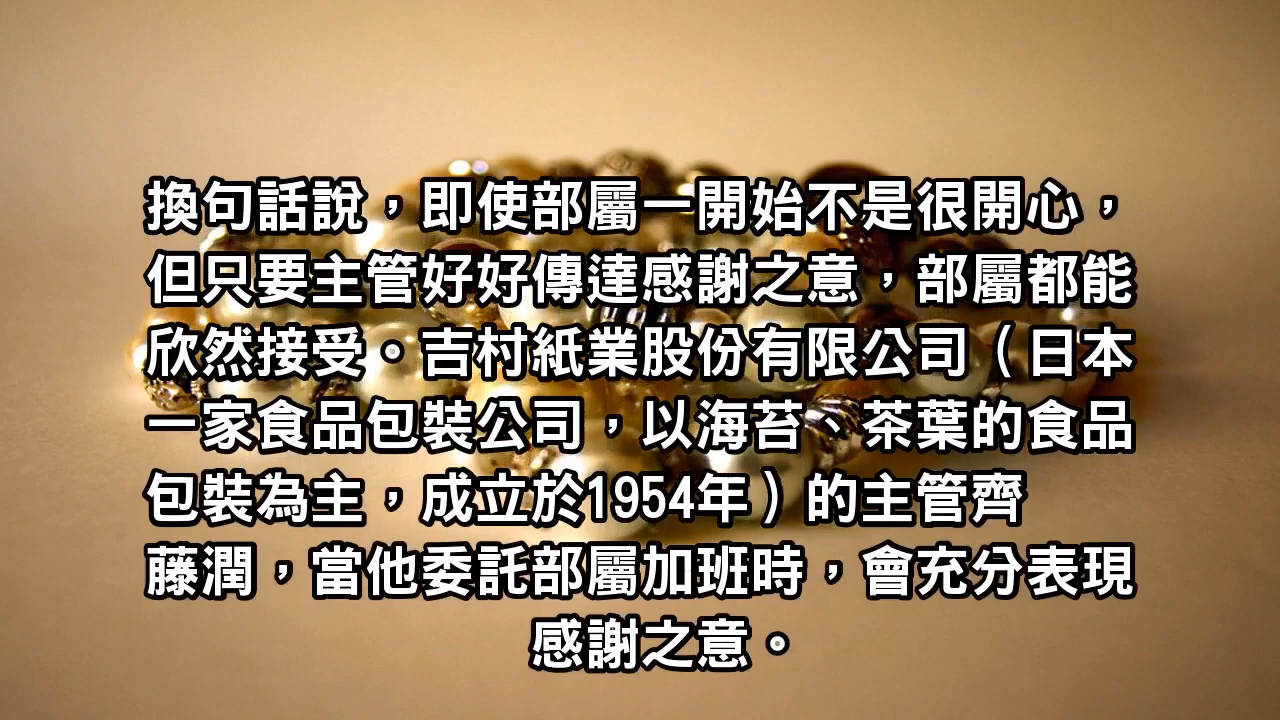 換句話說，即使部屬一開始不是很開心，
但只要主管好好傳達感謝之意，部屬都能
欣然接受。吉村紙業股份有限公司（日本
一家食品包裝公司，以海苔、茶葉的食品
包裝為主，成立於1954年）的主管齊
藤潤，當他委託部屬加班時，會充分表現
感謝之意。